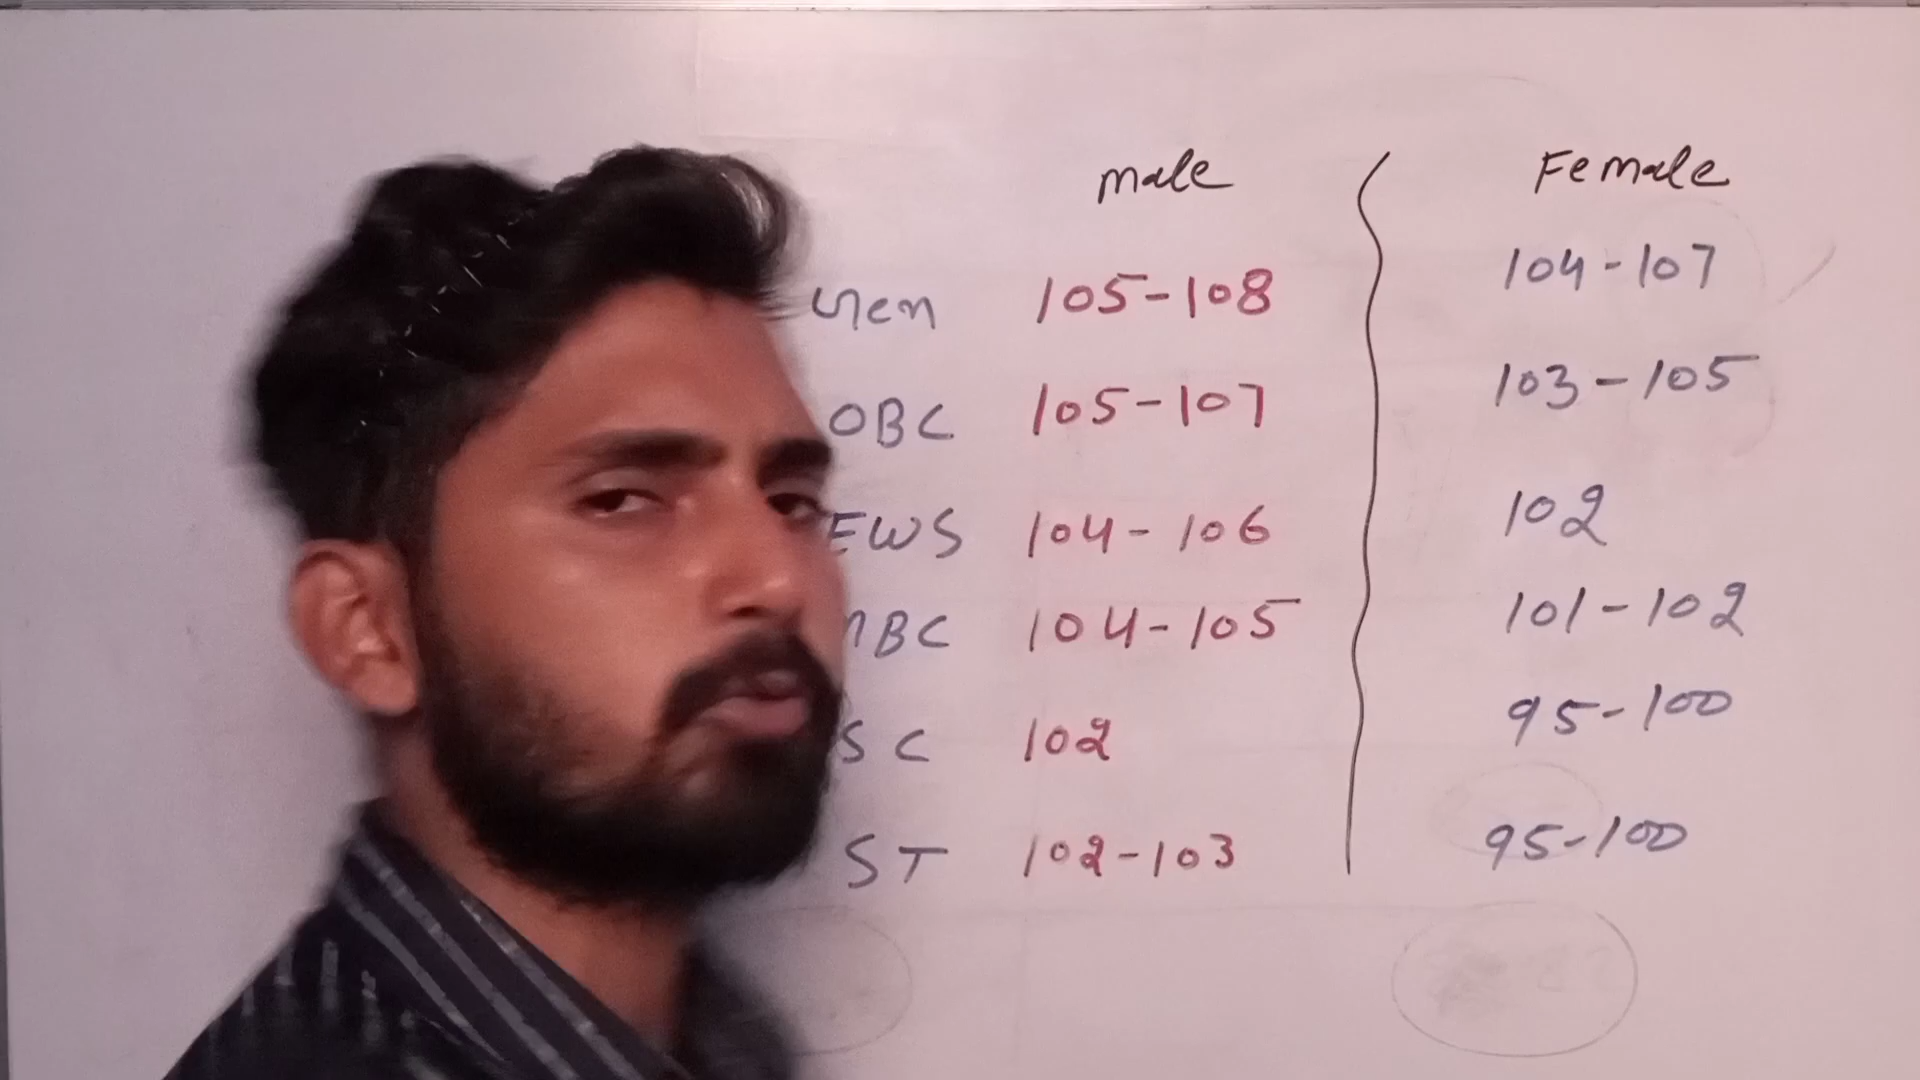 male Female
Gen 105-108 104-107
OBC 105-107 103-105
EWS 104-106 102
BC 104-105 101-102
SC 102 95-100
ST 102-103 95-100